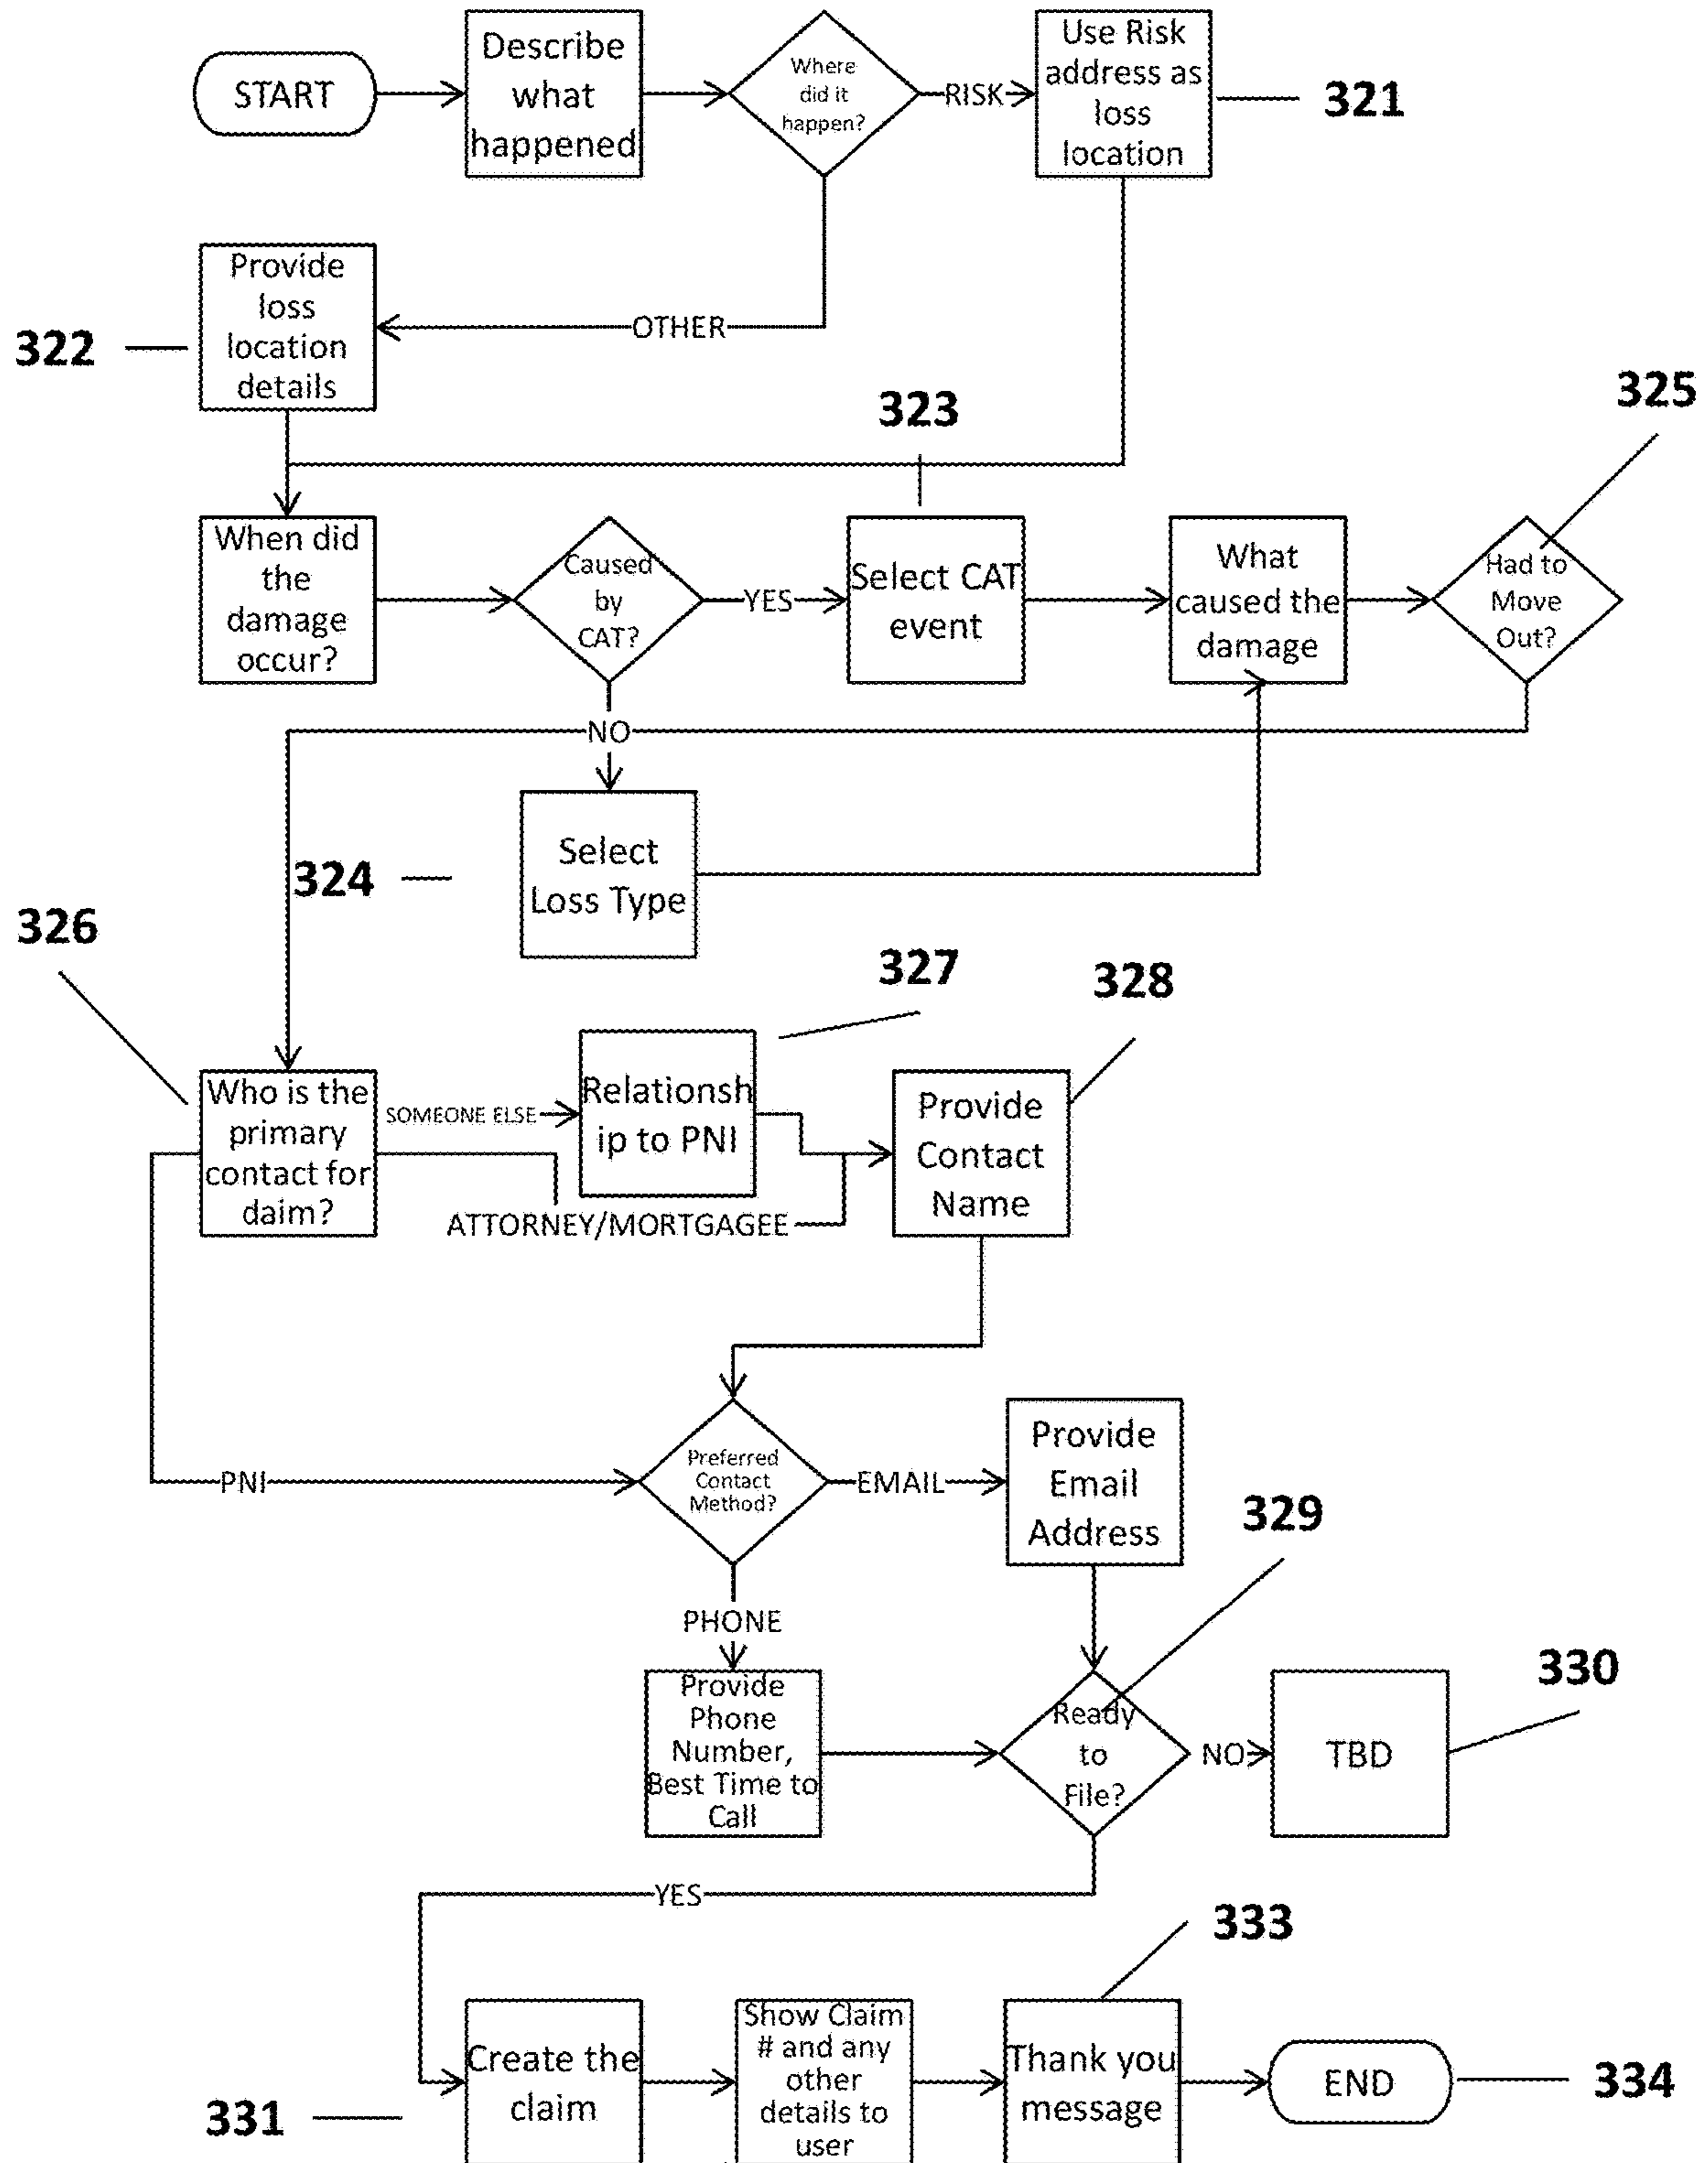 START
Describe
what
happened
Where
did it
happen?
RISK
Use Risk
address as
loss
location
321
Provide
loss
location
details
322
OTHER
323
325
When did
the
damage
occur?
Caused
by
CAT?
YES
Select CAT
event
What
caused the
damage
Had to
Move
Out?
NO
324
Select
Loss Type
326
327
328
Who is the
primary
contact for
daim?
SOMEONE ELSE
Relationsh
ip to PNI
ATTORNEY/MORTGAGEE
Provide
Contact
Name
PNI
Preferred
Contact
Method?
EMAIL
Provide
Email
Address
329
PHONE
Provide
Phone
Number,
Best Time to
Call
Ready
to
File?
NO
TBD
330
YES
333
331
Create the
claim
Show Claim
# and any
other
details to
user
Thank you
message
END
334